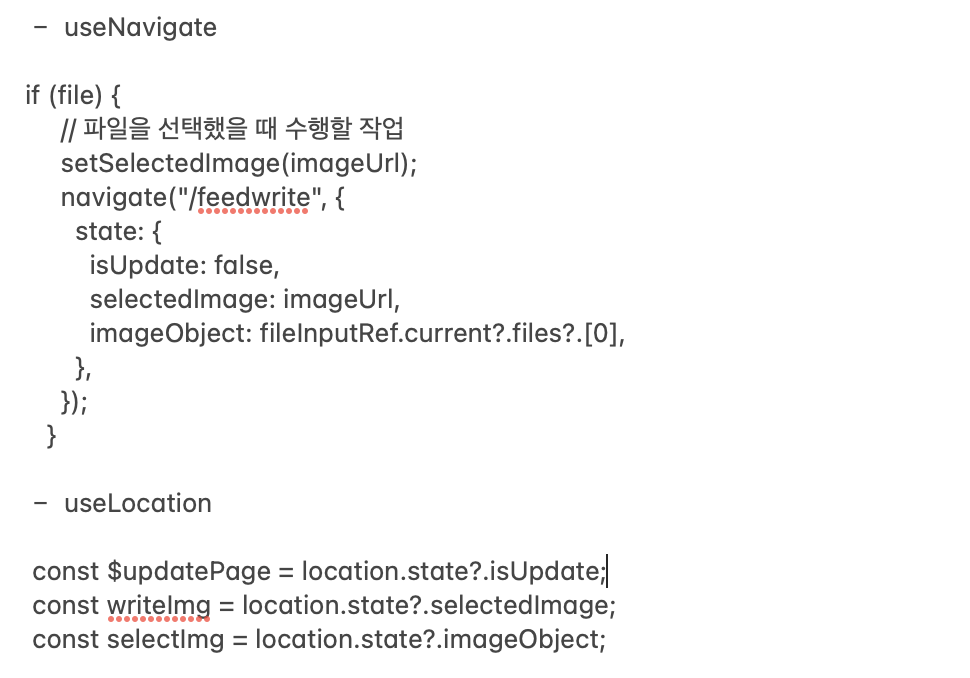 – useNavigate
if (file) {
// 파일을 선택했을 때 수행할 작업
setSelectedImage(imageUrl);
navigate("/feedwrite", {
state: {
isUpdate: false,
selectedImage: imageUrl,
imageObject: fileInputRef.current?.files?.[0],
},
});
}
– useLocation
const $updatePage = location.state?.isUpdate;
const writeImg = location.state?.selectedImage;
const selectImg = location.state?.imageObject;